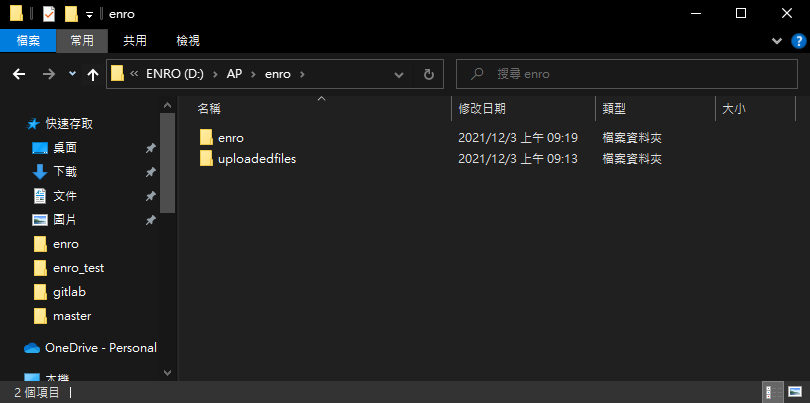 enro
檔案 常用 共用 檢視
« ENRO (D:) › AP › enro › 搜尋 enro
名稱 修改日期 類型 大小
快速存取
桌面
下載
文件
圖片
enro
enro_test
gitlab
master
OneDrive - Personal
本機
enro 2021/12/3 上午 09:19 檔案資料夾
uploadedfiles 2021/12/3 上午 09:13 檔案資料夾
2 個項目